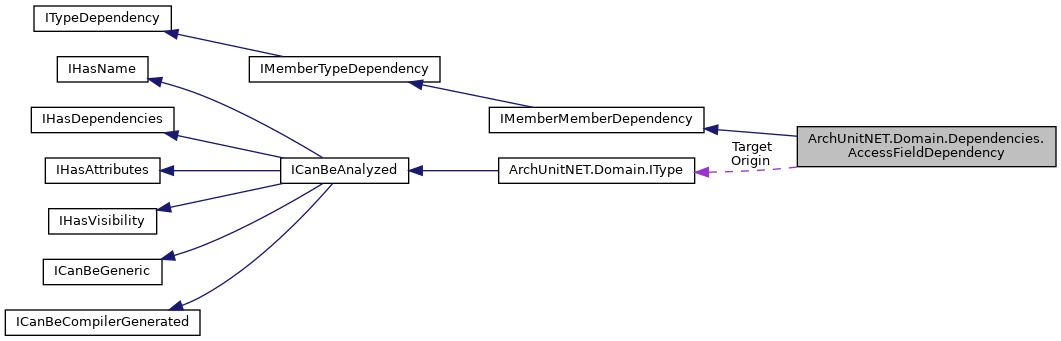 ITypeDependency
IHasName
IMemberTypeDependency
IHasDependencies
IMemberMemberDependency
ArchUnitNET.Domain.Dependencies.
AccessFieldDependency
Target
Origin
IHasAttributes
ICanBeAnalyzed
ArchUnitNET.Domain.IType
IHasVisibility
ICanBeGeneric
ICanBeCompilerGenerated